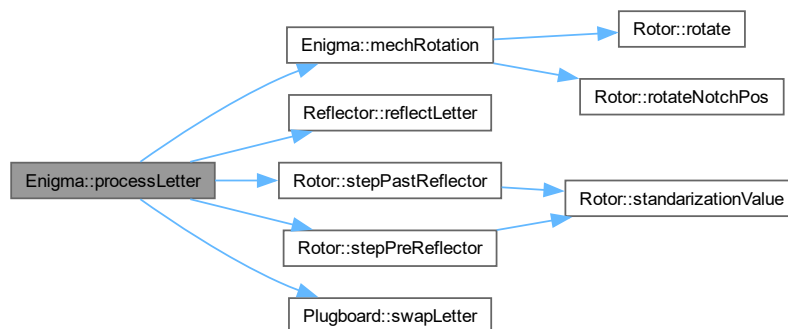 Enigma::processLetter
Enigma::mechRotation
Reflector::reflectLetter
Rotor::stepPastReflector
Rotor::stepPreReflector
Plugboard::swapLetter
Rotor::rotate
Rotor::rotateNotchPos
Rotor::standarizationValue